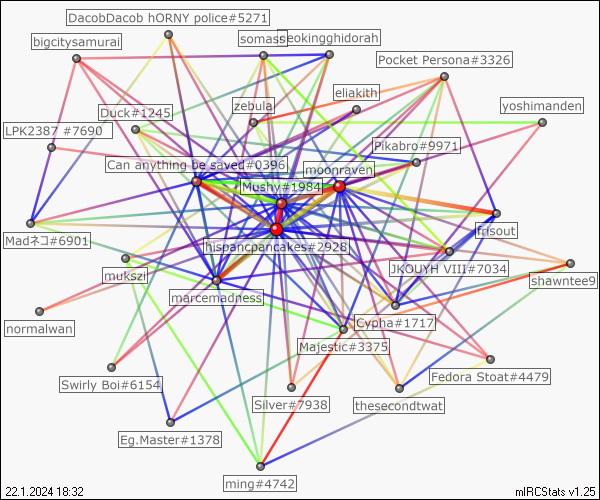 DacobDacob hORNY police#5271
bigcitysamurai
somass
eokingghidorah
Pocket Persona#3326
eliakith
zebula
yoshimanden
Duck#1245
LPK2387 #7690
Pikabro#9971
Can anything be saved#0396
moonraven
Mushy#1984
frisout
Madネコ#6901
hispancpancakes#2928
JKOUYH VIII#7034
mukszi
shawntee9
marcemadness
normalwan
Cypha#1717
Majestic#3375
Fedora Stoat#4479
Swirly Boi#6154
Silver#7938
thesecondtwat
Eg.Master#1378
ming#4742
22.1.2024 18:32
mIRCStats v1.25